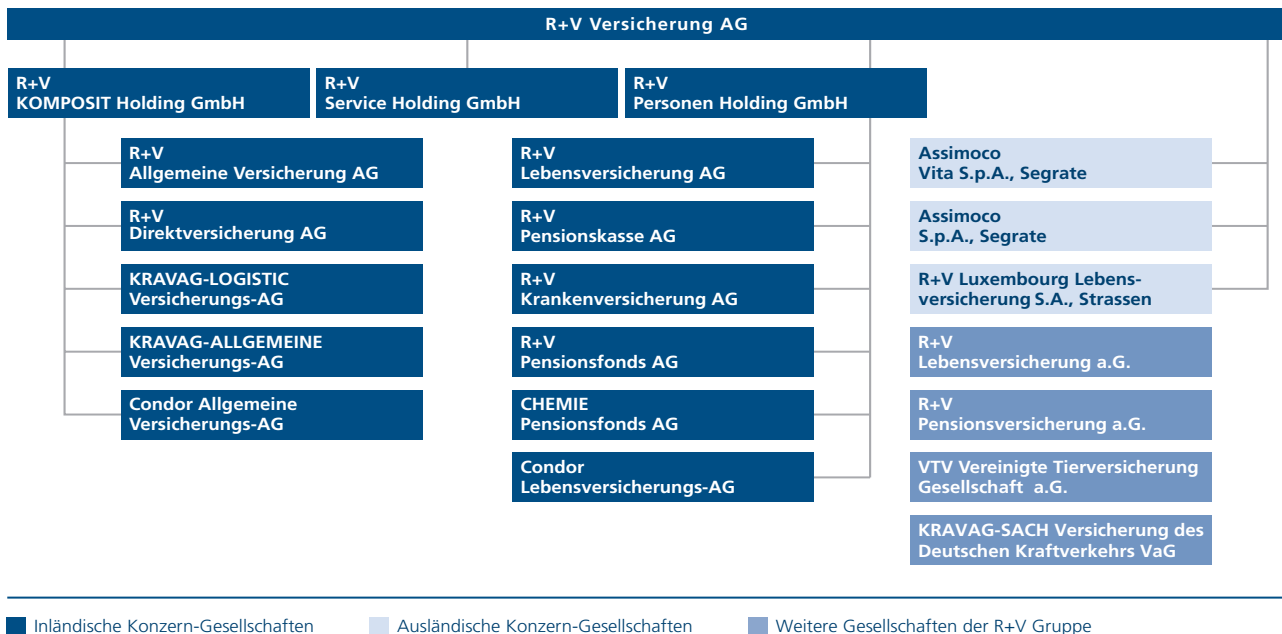 R+V Versicherung AG
R+V
KOMPOSIT Holding GmbH
R+V
Service Holding GmbH
R+V
Personen Holding GmbH
R+V
Allgemeine Versicherung AG
R+V
Direktversicherung AG
KRAVAG-LOGISTIC
Versicherungs-AG
KRAVAG-ALLGEMEINE
Versicherungs-AG
Condor Allgemeine
Versicherungs-AG
R+V
Lebensversicherung AG
R+V
Pensionskasse AG
R+V
Krankenversicherung AG
R+V
Pensionsfonds AG
CHEMIE
Pensionsfonds AG
Condor
Lebensversicherungs-AG
Assimoco
Vita S.p.A., Segrate
Assimoco
S.p.A., Segrate
R+V Luxembourg Lebens-
versicherung S.A., Strassen
R+V
Lebensversicherung a.G.
R+V
Pensionsversicherung a.G.
VTV Vereinigte Tierversicherung
Gesellschaft a.G.
KRAVAG-SACH Versicherung des
Deutschen Kraftverkehrs VaG
Inländische Konzern-Gesellschaften
Ausländische Konzern-Gesellschaften
Weitere Gesellschaften der R+V Gruppe